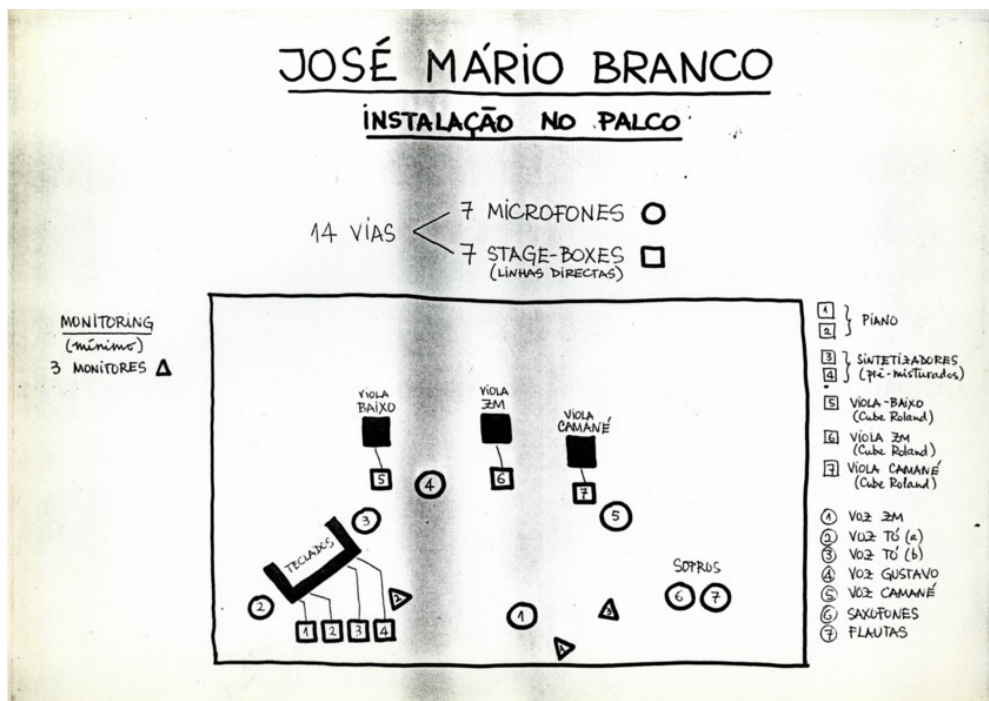 JOSÉ MÁRIO BRANCO
INSTALAÇÃO NO PALCO
14 VIAS
7 MICROFONES
7 STAGE-BOXES
(LINHAS DIRECTAS)
MONITORING
(mínimo)
3 MONITORES
VIOLA
BAIXO
VIOLA
ZM
VIOLA
CAMANÉ
5
4
6
7
5
3
TECLADOS
2
1
2
3
4
2
1
3
1
SOPROS
6
7
1
2
PIANO
3
4
SINTETIZADORES
(pré-misturados)
5 VIOLA-BAIXO
(Cube Roland)
6 VIOLA ZM
(Cube Roland)
7 VIOLA CAMANÉ
(Cube Roland)
1 VOZ ZM
2 VOZ TÓ (a)
3 VOZ TÓ (b)
4 VOZ GUSTAVO
5 VOZ CAMANÉ
6 SAXOFONES
7 FLAUTAS